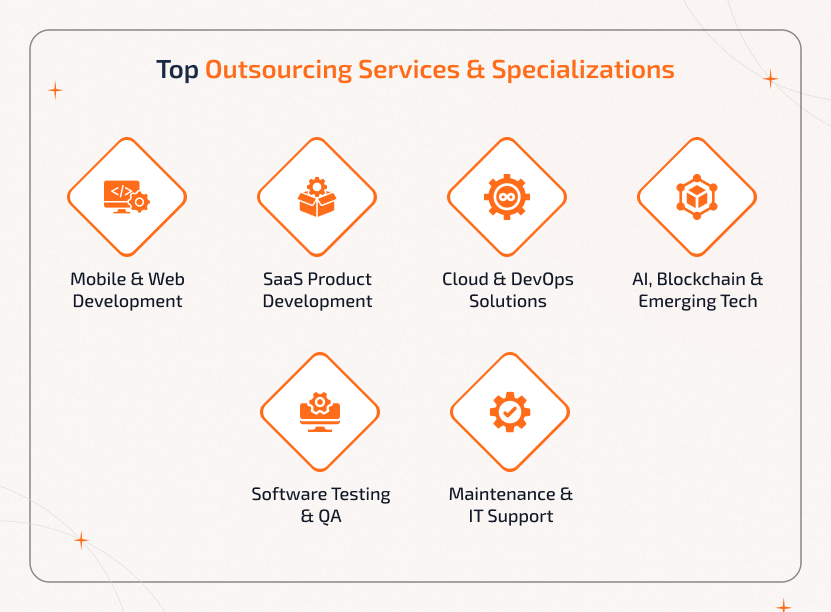 Top Outsourcing Services & Specializations
Mobile & Web
Development
SaaS Product
Development
Cloud & DevOps
Solutions
AI, Blockchain &
Emerging Tech
Software Testing
& QA
Maintenance &
IT Support